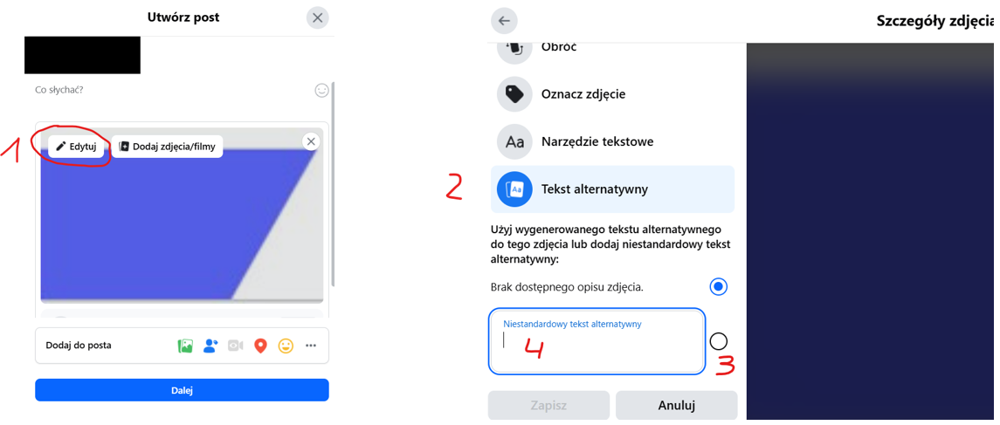 Utwórz post
Co słychać?
1
Edytuj
Dodaj zdjęcia/filmy
Dodaj do posta
Dalej
Szczegóły zdjęcia
Obróć
Oznacz zdjęcie
Aa
Narzędzie tekstowe
2
Aa
Tekst alternatywny
Użyj wygenerowanego tekstu alternatywnego
do tego zdjęcia lub dodaj niestandardowy tekst
alternatywny:
Brak dostępnego opisu zdjęcia.
Niestandardowy tekst alternatywny
4
3
Zapisz
Anuluj